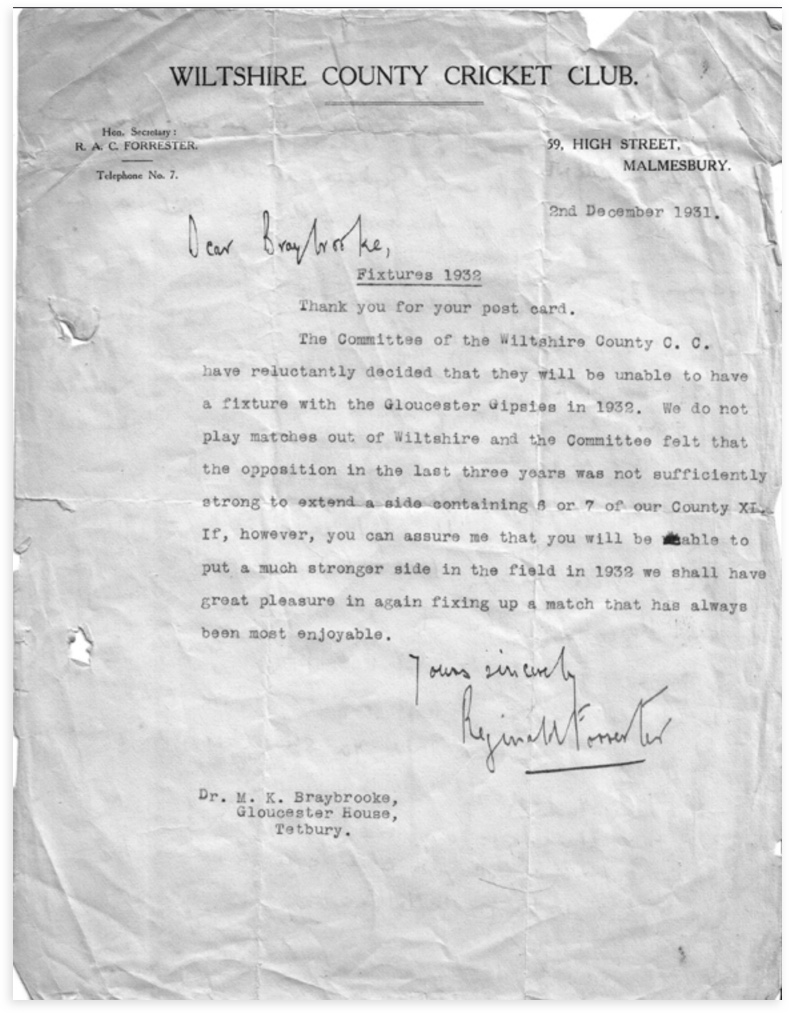 WILTSHIRE COUNTY CRICKET CLUB.
Hon. Secretary:
R. A. C. FORRESTER.
Telephone No. 7.
59, HIGH STREET,
MALMESBURY.
2nd December 1931.
Dear Braybrooke,
Fixtures 1932
Thank you for your post card.
The Committee of the Wiltshire County C. C.
have reluctantly decided that they will be unable to have
a fixture with the Gloucester Gipsies in 1932. We do not
play matches out of Wiltshire and the Committee felt that
the opposition in the last three years was not sufficiently
strong to extend a side containing 6 or 7 of our County XI.
If, however, you can assure me that you will be able to
put a much stronger side in the field in 1932 we shall have
great pleasure in again fixing up a match that has always
been most enjoyable.
Yours sincerely
Reginald Forrester
Dr. M. K. Braybrooke,
Gloucester House,
Tetbury.